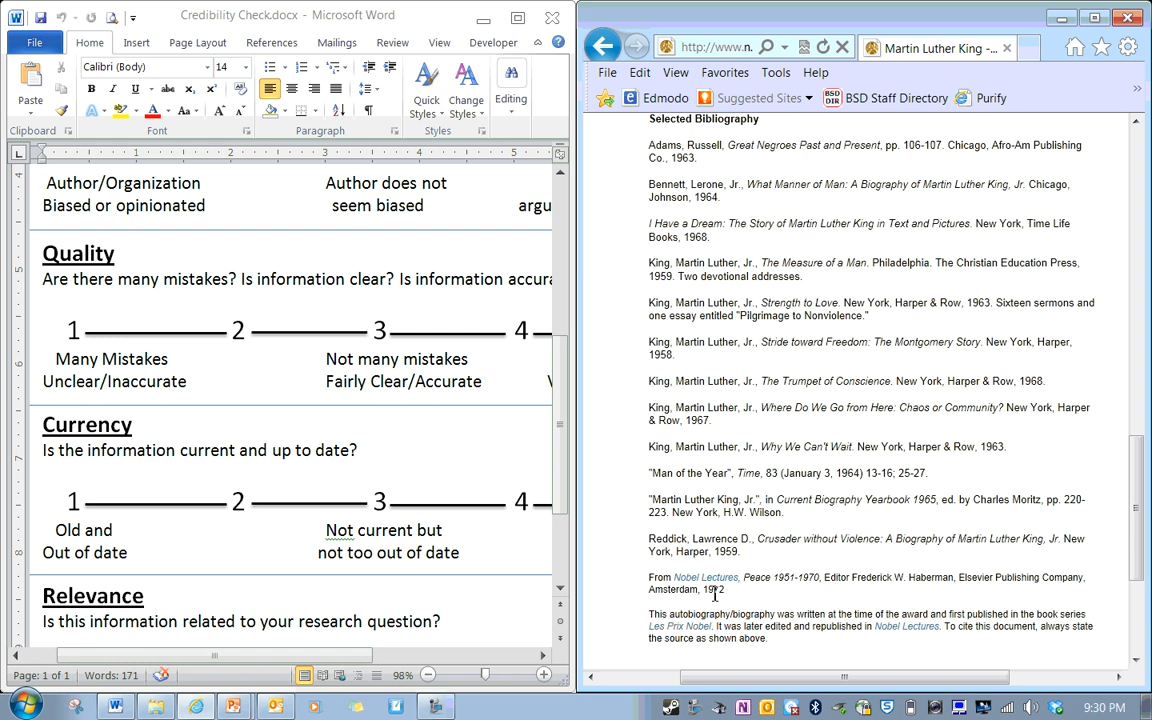 Credibility Check.docx - Microsoft Word
File Home Insert Page Layout References Mailings Review View Developer
Calibri (Body) 14
Paste
B I U abc x₂ x²
Aa A A
Quick Styles
Change Styles
Editing
Clipboard Font Paragraph Styles
1 2 3 4 5
Author/Organization Author does not
Biased or opinionated seem biased argu
Quality
Are there many mistakes? Is information clear? Is information accura
1 2 3 4
Many Mistakes Not many mistakes
Unclear/Inaccurate Fairly Clear/Accurate V
Currency
Is the information current and up to date?
1 2 3 4
Old and Not current but
Out of date not too out of date
Relevance
Is this information related to your research question?
Page: 1 of 1 Words: 171 98%
http://www.n.
Martin Luther King -...
File Edit View Favorites Tools Help
Edmodo Suggested Sites BSD DIR BSD Staff Directory Purify
Selected Bibliography
Adams, Russell, Great Negroes Past and Present, pp. 106-107. Chicago, Afro-Am Publishing
Co., 1963.
Bennett, Lerone, Jr., What Manner of Man: A Biography of Martin Luther King, Jr. Chicago,
Johnson, 1964.
I Have a Dream: The Story of Martin Luther King in Text and Pictures. New York, Time Life
Books, 1968.
King, Martin Luther, Jr., The Measure of a Man. Philadelphia. The Christian Education Press,
1959. Two devotional addresses.
King, Martin Luther, Jr., Strength to Love. New York, Harper & Row, 1963. Sixteen sermons and
one essay entitled "Pilgrimage to Nonviolence."
King, Martin Luther, Jr., Stride toward Freedom: The Montgomery Story. New York, Harper,
1958.
King, Martin Luther, Jr., The Trumpet of Conscience. New York, Harper & Row, 1968.
King, Martin Luther, Jr., Where Do We Go from Here: Chaos or Community? New York, Harper
& Row, 1967.
King, Martin Luther, Jr., Why We Can't Wait. New York, Harper & Row, 1963.
"Man of the Year", Time, 83 (January 3, 1964) 13-16; 25-27.
"Martin Luther King, Jr.", in Current Biography Yearbook 1965, ed. by Charles Moritz, pp. 220-
223. New York, H.W. Wilson.
Reddick, Lawrence D., Crusader without Violence: A Biography of Martin Luther King, Jr. New
York, Harper, 1959.
From Nobel Lectures, Peace 1951-1970, Editor Frederick W. Haberman, Elsevier Publishing Company,
Amsterdam, 1972
This autobiography/biography was written at the time of the award and first published in the book series
Les Prix Nobel. It was later edited and republished in Nobel Lectures. To cite this document, always state
the source as shown above.
9:30 PM